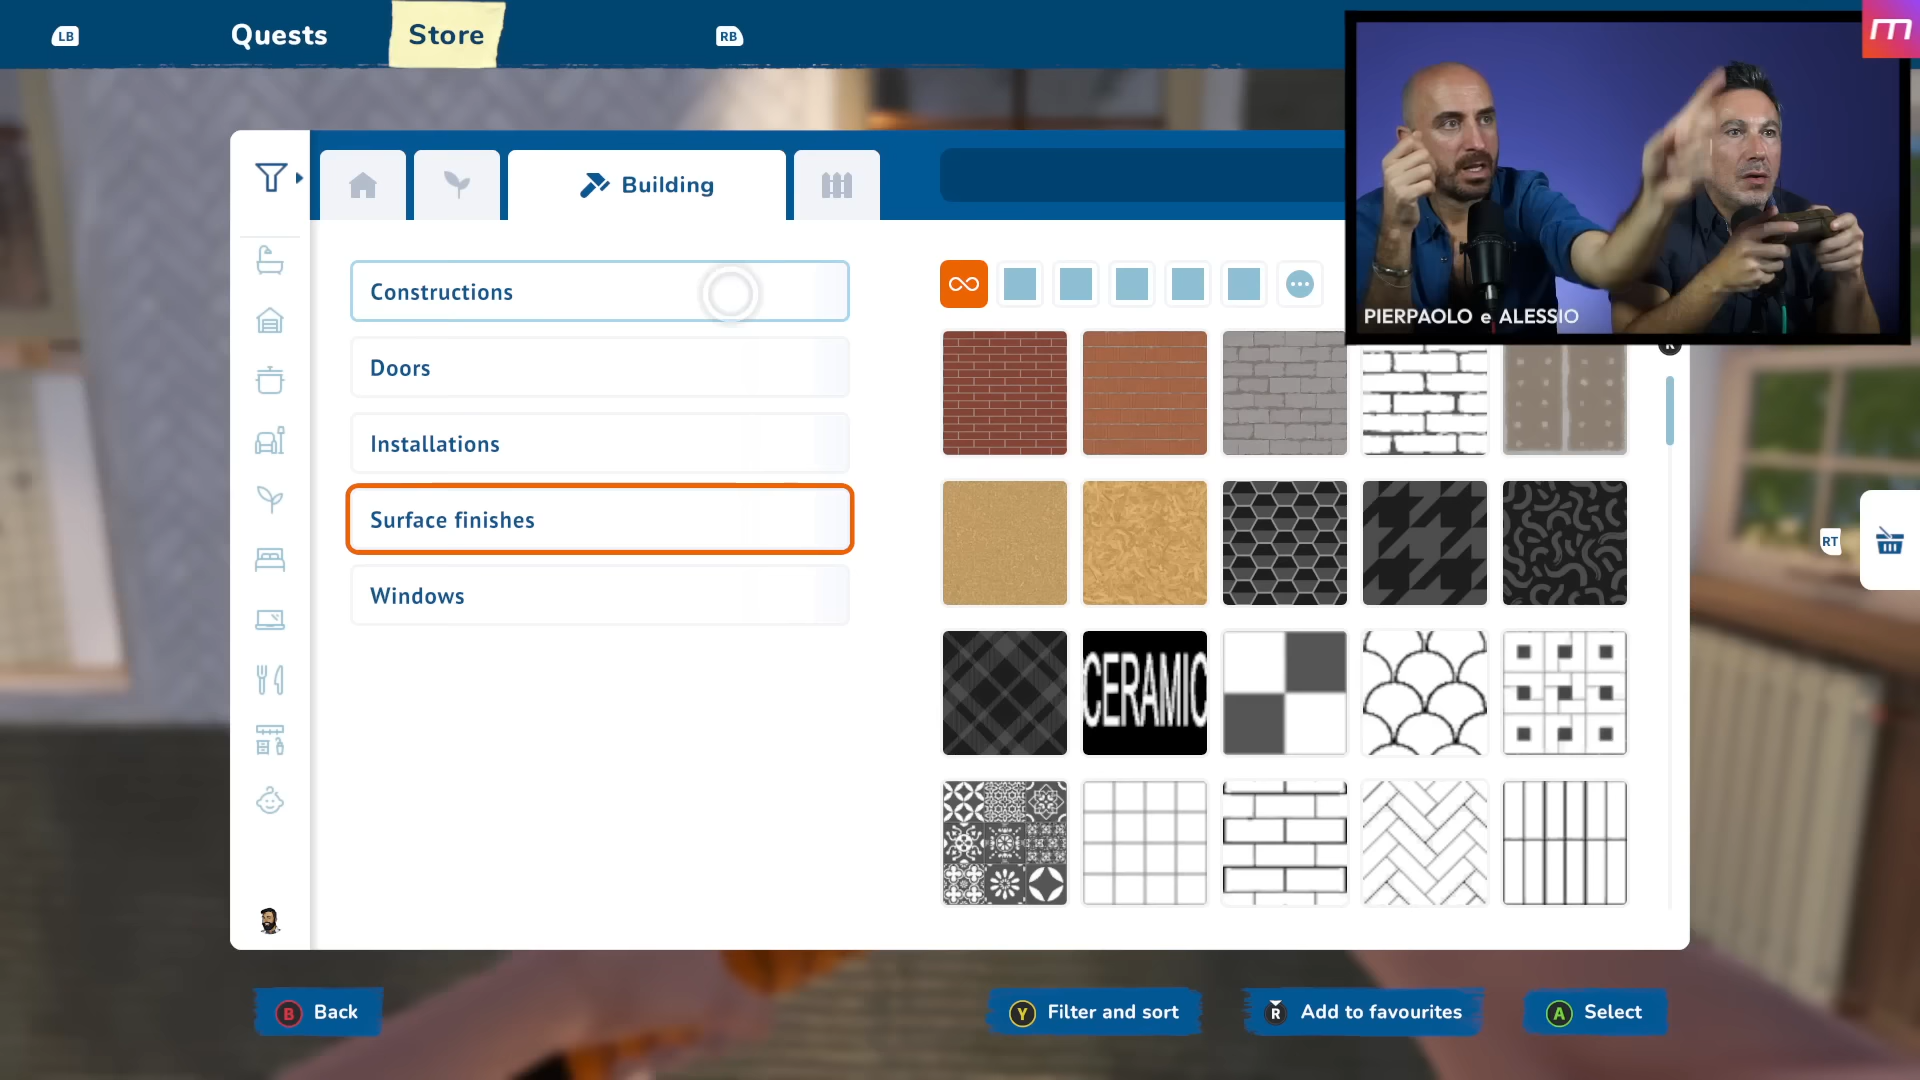 LB
Quests
Store
RB
m
Building
PIERPAOLO e ALESSIO
Constructions
Doors
Installations
Surface finishes
Windows
CERAMIC
RT
B Back
Y Filter and sort
R Add to favourites
A Select